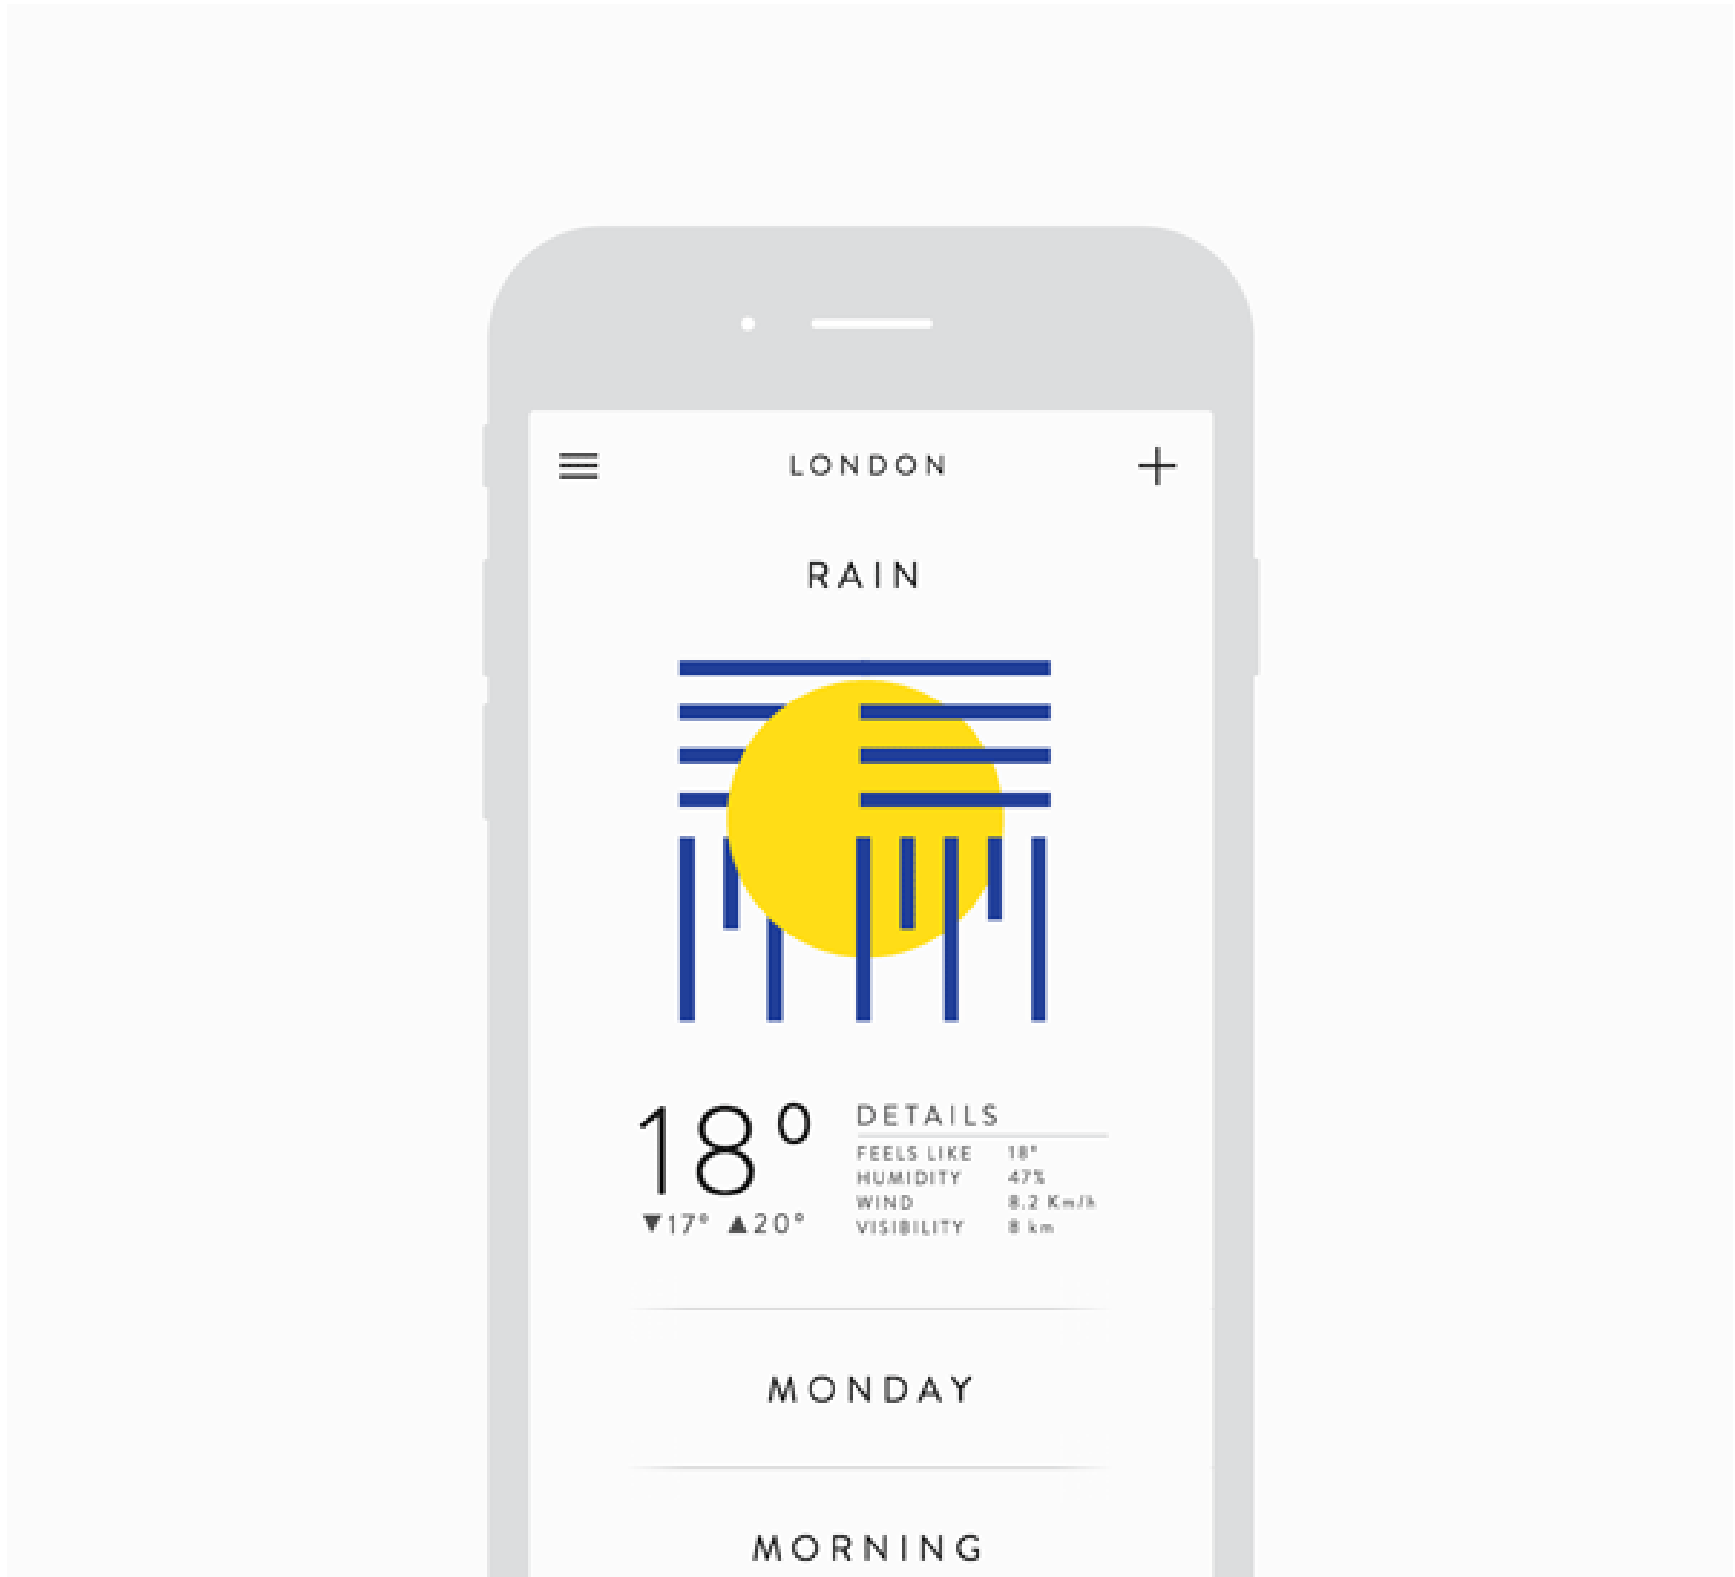 LONDON
RAIN
18°
▼17° ▲20°
DETAILS
FEELS LIKE 18°
HUMIDITY 47%
WIND 8.2 Km/h
VISIBILITY 8 km
MONDAY
MORNING